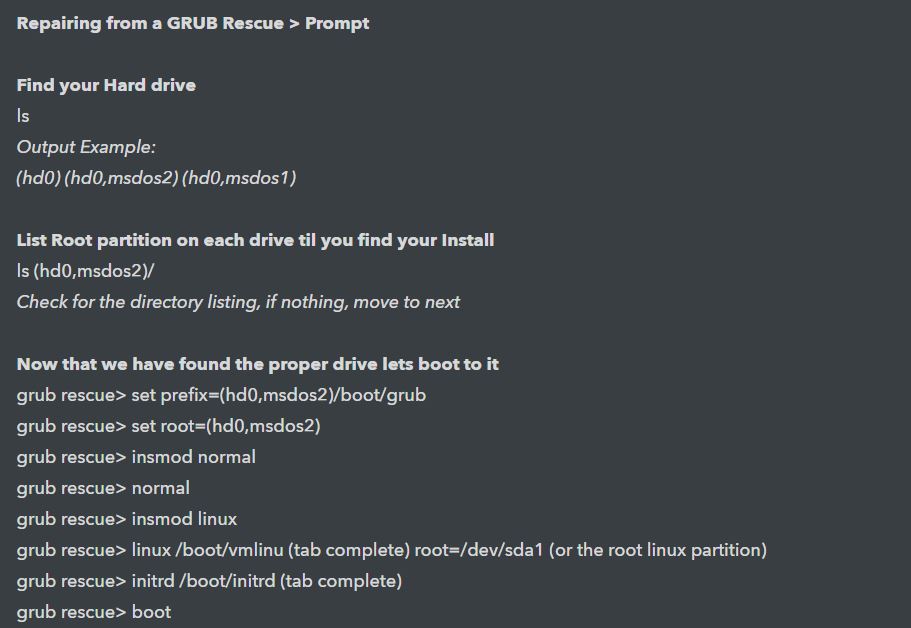 Repairing from a GRUB Rescue > Prompt
Find your Hard drive
ls
Output Example:
(hd0) (hd0,msdos2) (hd0,msdos1)
List Root partition on each drive til you find your Install
ls (hd0,msdos2)/
Check for the directory listing, if nothing, move to next
Now that we have found the proper drive lets boot to it
grub rescue> set prefix=(hd0,msdos2)/boot/grub
grub rescue> set root=(hd0,msdos2)
grub rescue> insmod normal
grub rescue> normal
grub rescue> insmod linux
grub rescue> linux /boot/vmlinu (tab complete) root=/dev/sda1 (or the root linux partition)
grub rescue> initrd /boot/initrd (tab complete)
grub rescue> boot